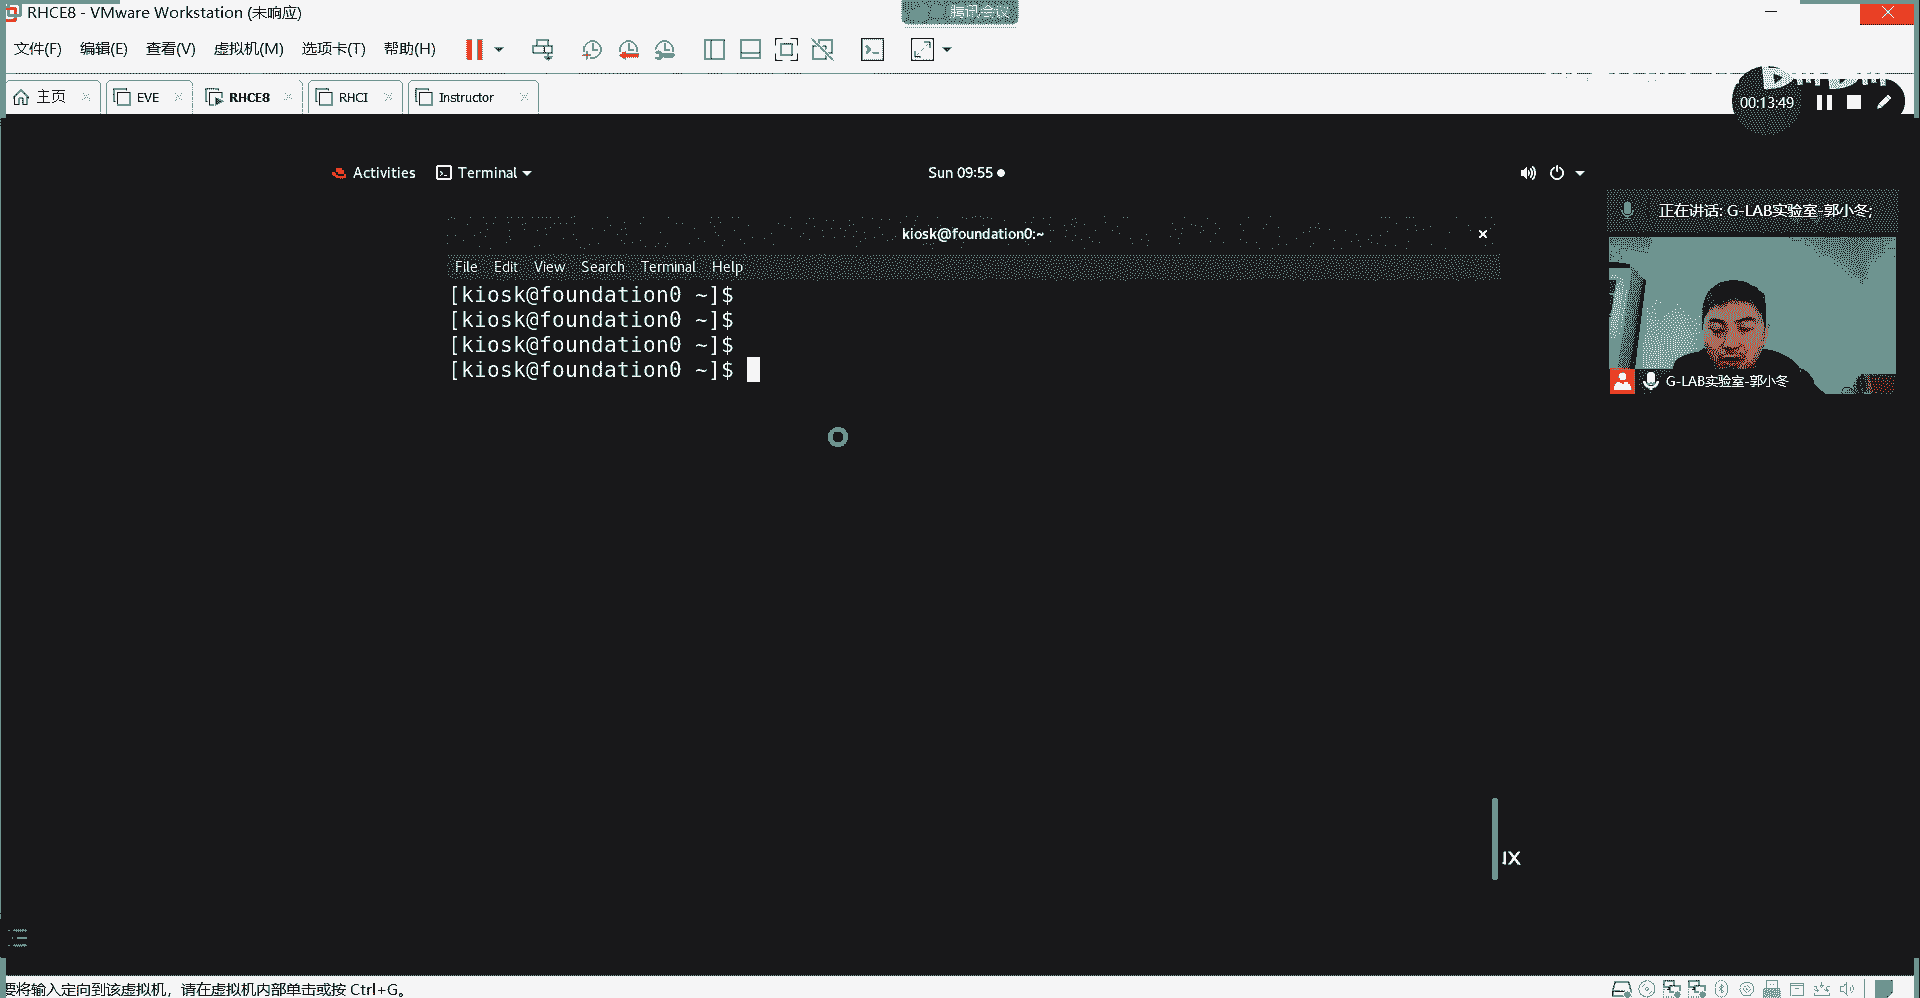 RHCE8 - VMware Workstation (未响应)
腾讯会议
文件(F) 编辑(E) 查看(V) 虚拟机(M) 选项卡(T) 帮助(H)
主页 EVE RHCE8 RHCI Instructor
00:13:49
Activities Terminal Sun 09:55
正在讲话: G-LAB实验室-郭小冬;
kiosk@foundation0:~
File Edit View Search Terminal Help
[kiosk@foundation0 ~]$
[kiosk@foundation0 ~]$
[kiosk@foundation0 ~]$
[kiosk@foundation0 ~]$
G-LAB实验室-郭小冬
要将输入定向到该虚拟机，请在虚拟机内部单击或按 Ctrl+G。